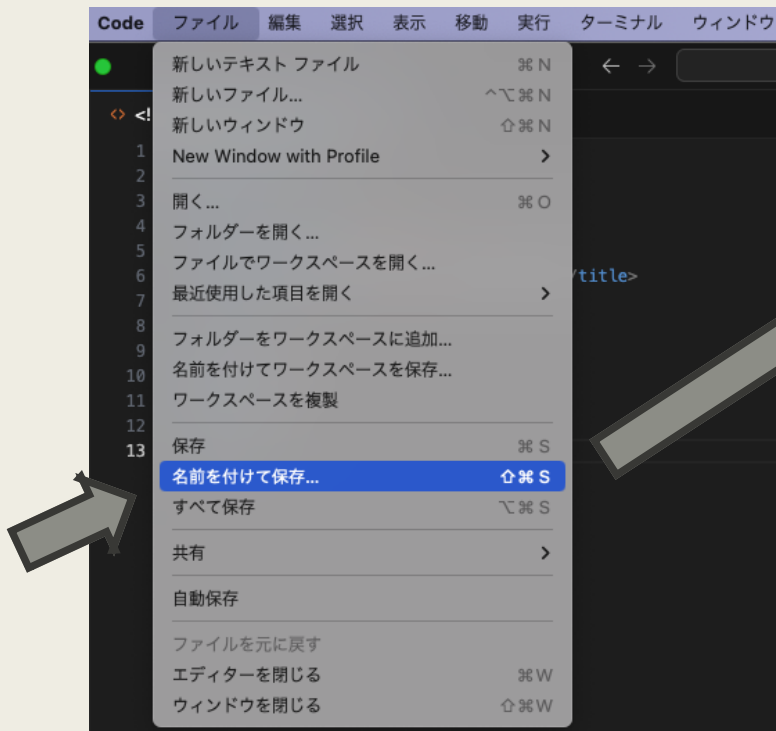 Code ファイル 編集 選択 表示 移動 実行 ターミナル ウィンドウ
新しいテキスト ファイル ⌘ N
新しいファイル... ^⌥⌘ N
新しいウィンドウ ⇧⌘ N
New Window with Profile >
開く... ⌘ O
フォルダーを開く...
ファイルでワークスペースを開く...
最近使用した項目を開く >
フォルダーをワークスペースに追加...
名前を付けてワークスペースを保存...
ワークスペースを複製
保存 ⌘ S
名前を付けて保存... ⇧⌘ S
すべて保存 ⌥⌘ S
共有 >
自動保存
ファイルを元に戻す
エディターを閉じる ⌘W
ウィンドウを閉じる ⇧⌘W
← →
<> <!
1
2
3
4
5
6 /title>
7
8
9
10
11
12
13